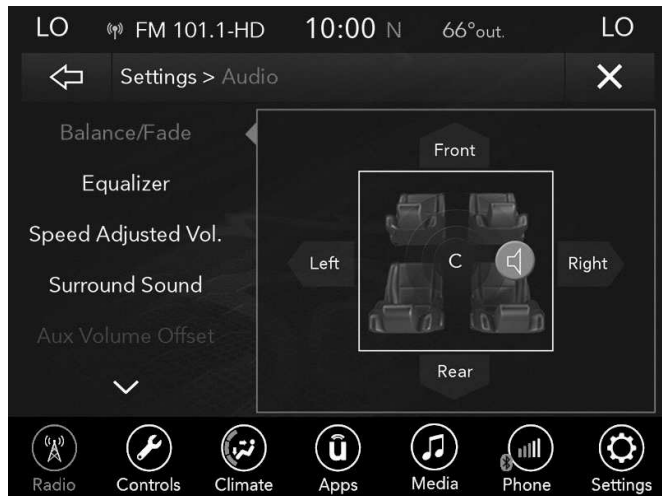 LO FM 101.1-HD 10:00 N 66°out. LO
Settings > Audio
Balance/Fade
Equalizer
Speed Adjusted Vol.
Surround Sound
Aux Volume Offset
Front
Left C Right
Rear
Radio Controls Climate Apps Media Phone Settings